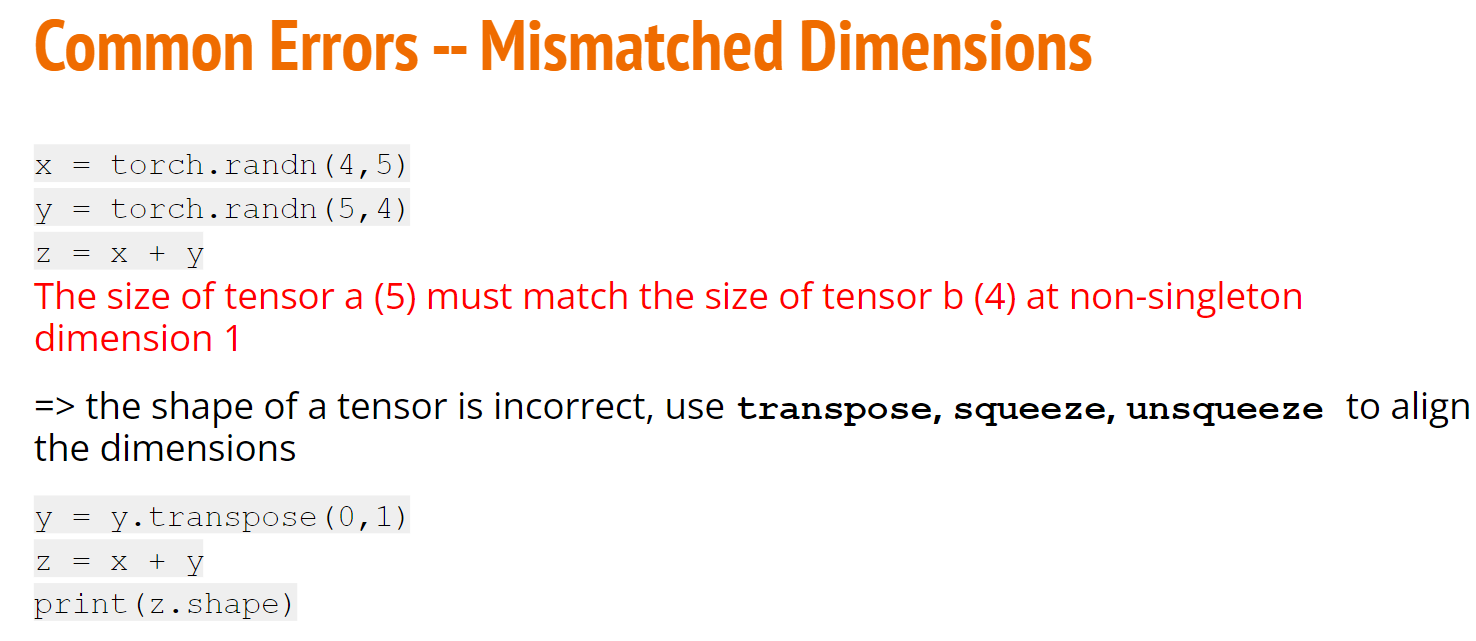 Common Errors -- Mismatched Dimensions
x = torch.randn(4,5)
y = torch.randn(5,4)
z = x + y
The size of tensor a (5) must match the size of tensor b (4) at non-singleton
dimension 1
=> the shape of a tensor is incorrect, use transpose, squeeze, unsqueeze to align
the dimensions
y = y.transpose(0,1)
z = x + y
print(z.shape)